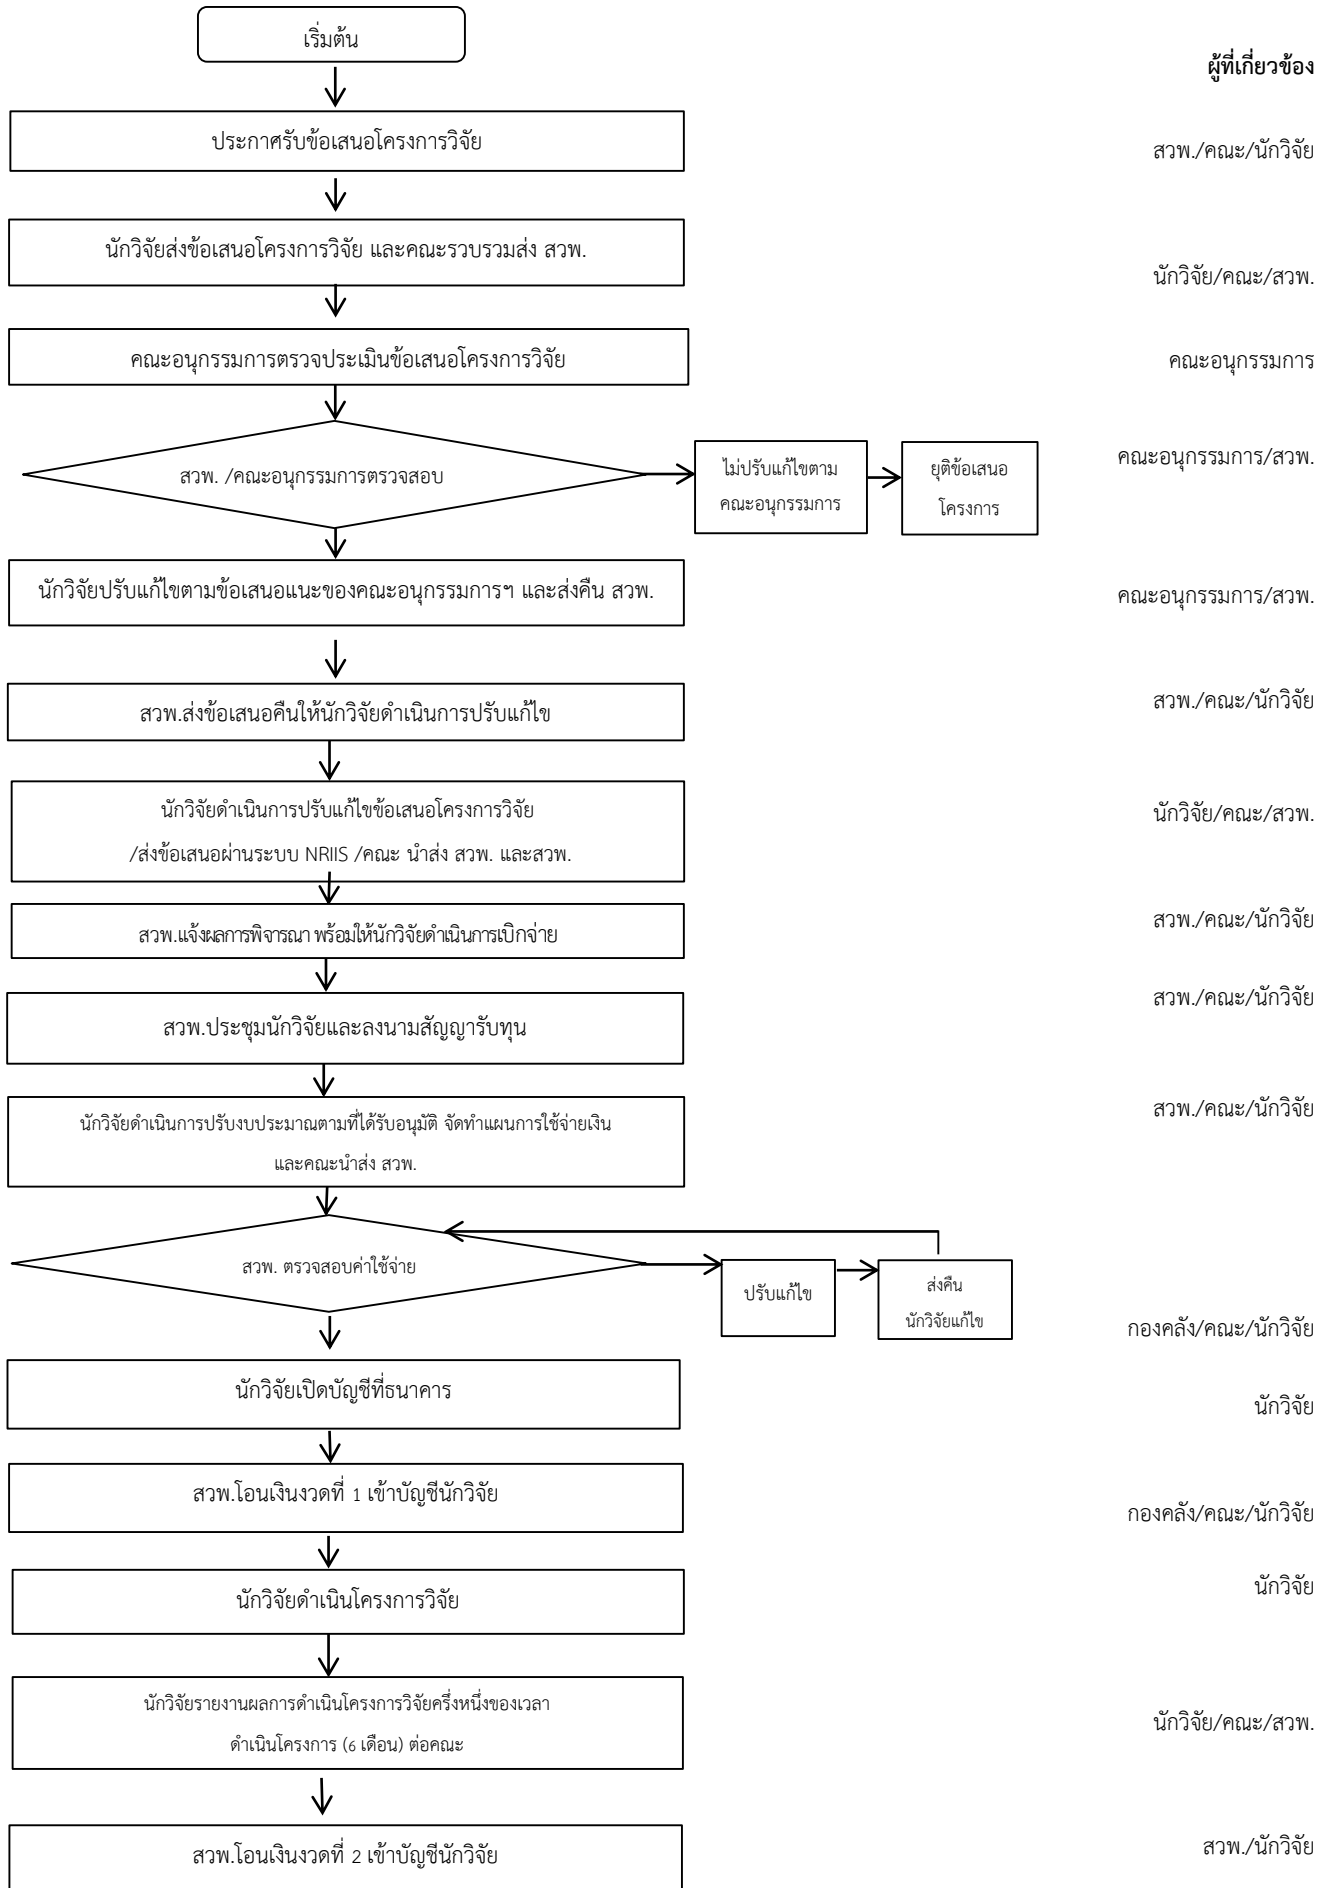 เริ่มต้น
ผู้ที่เกี่ยวข้อง
ประกาศรับข้อเสนอโครงการวิจัย
สวพ./คณะ/นักวิจัย
นักวิจัยส่งข้อเสนอโครงการวิจัย และคณะรวบรวมส่ง สวพ.
นักวิจัย/คณะ/สวพ.
คณะอนุกรรมการตรวจประเมินข้อเสนอโครงการวิจัย
คณะอนุกรรมการ
สวพ. /คณะอนุกรรมการตรวจสอบ
ไม่ปรับแก้ไขตาม
คณะอนุกรรมการ
ยุติข้อเสนอ
โครงการ
คณะอนุกรรมการ/สวพ.
นักวิจัยปรับแก้ไขตามข้อเสนอแนะของคณะอนุกรรมการฯ และส่งคืน สวพ.
คณะอนุกรรมการ/สวพ.
สวพ.ส่งข้อเสนอคืนให้นักวิจัยดำเนินการปรับแก้ไข
สวพ./คณะ/นักวิจัย
นักวิจัยดำเนินการปรับแก้ไขข้อเสนอโครงการวิจัย
/ส่งข้อเสนอผ่านระบบ NRIIS /คณะ นำส่ง สวพ. และสวพ.
นักวิจัย/คณะ/สวพ.
สวพ.แจ้งผลการพิจารณา พร้อมให้นักวิจัยดำเนินการเบิกจ่าย
สวพ./คณะ/นักวิจัย
สวพ.ประชุมนักวิจัยและลงนามสัญญารับทุน
สวพ./คณะ/นักวิจัย
นักวิจัยดำเนินการปรับงบประมาณตามที่ได้รับอนุมัติ จัดทำแผนการใช้จ่ายเงิน
และคณะนำส่ง สวพ.
สวพ./คณะ/นักวิจัย
สวพ. ตรวจสอบค่าใช้จ่าย
ปรับแก้ไข
ส่งคืน
นักวิจัยแก้ไข
กองคลัง/คณะ/นักวิจัย
นักวิจัยเปิดบัญชีที่ธนาคาร
นักวิจัย
สวพ.โอนเงินงวดที่ 1 เข้าบัญชีนักวิจัย
กองคลัง/คณะ/นักวิจัย
นักวิจัยดำเนินโครงการวิจัย
นักวิจัย
นักวิจัยรายงานผลการดำเนินโครงการวิจัยครึ่งหนึ่งของเวลา
ดำเนินโครงการ (6 เดือน) ต่อคณะ
นักวิจัย/คณะ/สวพ.
สวพ.โอนเงินงวดที่ 2 เข้าบัญชีนักวิจัย
สวพ./นักวิจัย